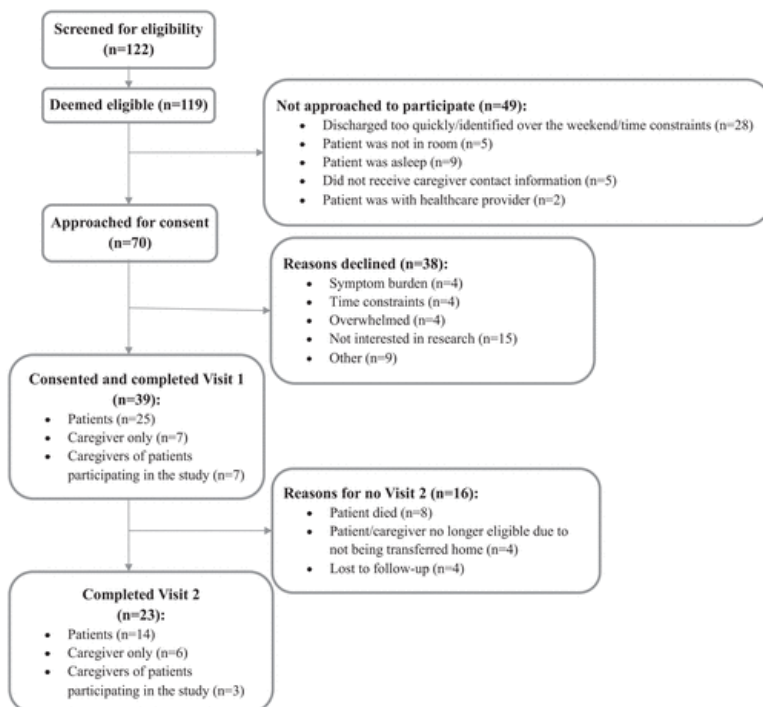 Screened for eligibility
(n=122)
Deemed eligible (n=119)
Not approached to participate (n=49):
• Discharged too quickly/identified over the weekend/time constraints (n=28)
• Patient was not in room (n=5)
• Patient was asleep (n=9)
• Did not receive caregiver contact information (n=5)
• Patient was with healthcare provider (n=2)
Approached for consent
(n=70)
Reasons declined (n=38):
• Symptom burden (n=4)
• Time constraints (n=4)
• Overwhelmed (n=4)
• Not interested in research (n=15)
• Other (n=9)
Consented and completed Visit 1
(n=39):
• Patients (n=25)
• Caregiver only (n=7)
• Caregivers of patients
participating in the study (n=7)
Reasons for no Visit 2 (n=16):
• Patient died (n=8)
• Patient/caregiver no longer eligible due to
not being transferred home (n=4)
• Lost to follow-up (n=4)
Completed Visit 2
(n=23):
• Patients (n=14)
• Caregiver only (n=6)
• Caregivers of patients
participating in the study (n=3)